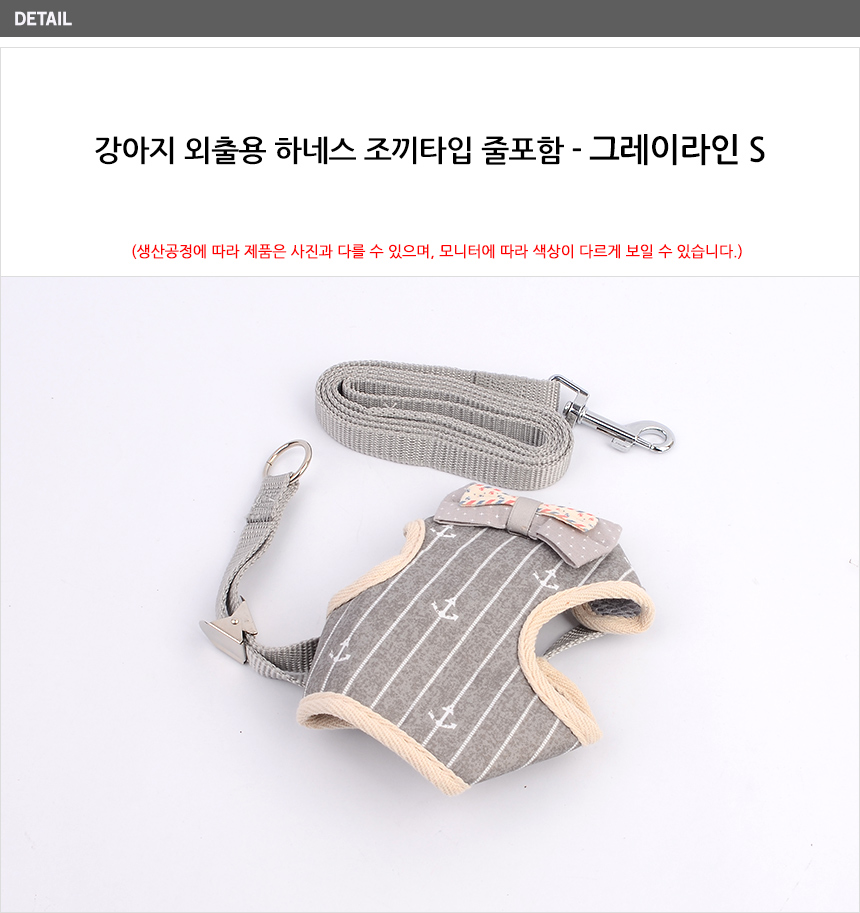 DETAIL
강아지 외출용 하네스 조끼타입 줄포함 - 그레이라인 S
(생산공정에 따라 제품은 사진과 다를 수 있으며, 모니터에 따라 색상이 다르게 보일 수 있습니다.)